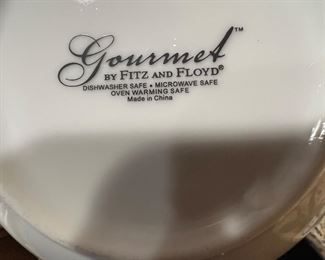 Gourmet™
BY FITZ AND FLOYD®
DISHWASHER SAFE • MICROWAVE SAFE
OVEN WARMING SAFE
Made in China